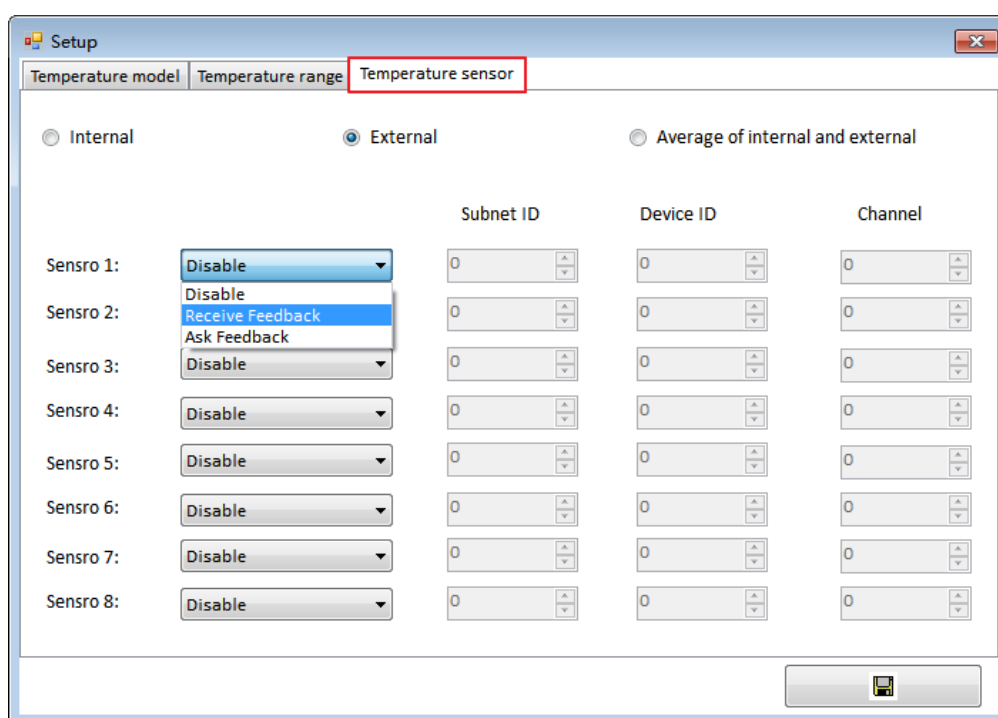 Setup
Temperature model Temperature range Temperature sensor
Internal External Average of internal and external
Subnet ID Device ID Channel
Sensro 1: Disable 0 0 0
Disable
Sensro 2: Receive Feedback 0 0 0
Ask Feedback
Sensro 3: Disable 0 0 0
Sensro 4: Disable 0 0 0
Sensro 5: Disable 0 0 0
Sensro 6: Disable 0 0 0
Sensro 7: Disable 0 0 0
Sensro 8: Disable 0 0 0